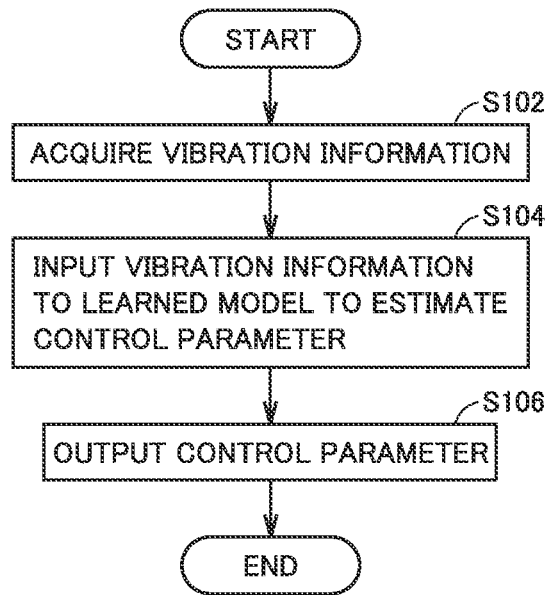 START
S102
ACQUIRE VIBRATION INFORMATION
S104
INPUT VIBRATION INFORMATION
TO LEARNED MODEL TO ESTIMATE
CONTROL PARAMETER
S106
OUTPUT CONTROL PARAMETER
END